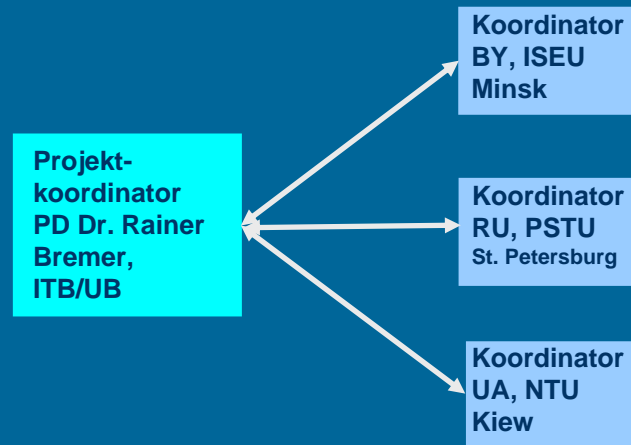 Projekt-
koordinator
PD Dr. Rainer
Bremer,
ITB/UB
Koordinator
BY, ISEU
Minsk
Koordinator
RU, PSTU
St. Petersburg
Koordinator
UA, NTU
Kiew